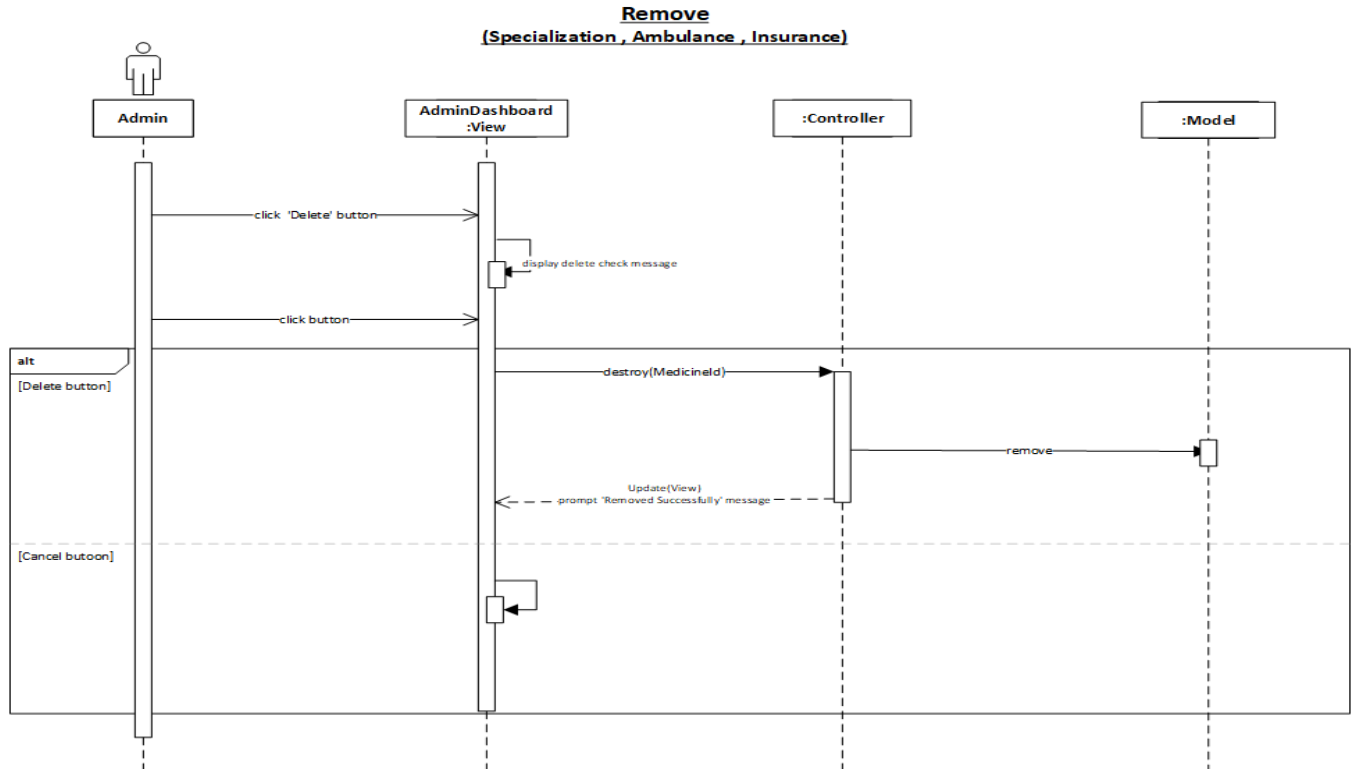 Remove
(Specialization , Ambulance , Insurance)
Admin
AdminDashboard
:View
:Controller
:Model
click 'Delete' button
display delete check message
click button
alt
[Delete button]
destroy(MedicineId)
remove
Update(View)
prompt 'Removed Successfully' message
[Cancel butoon]